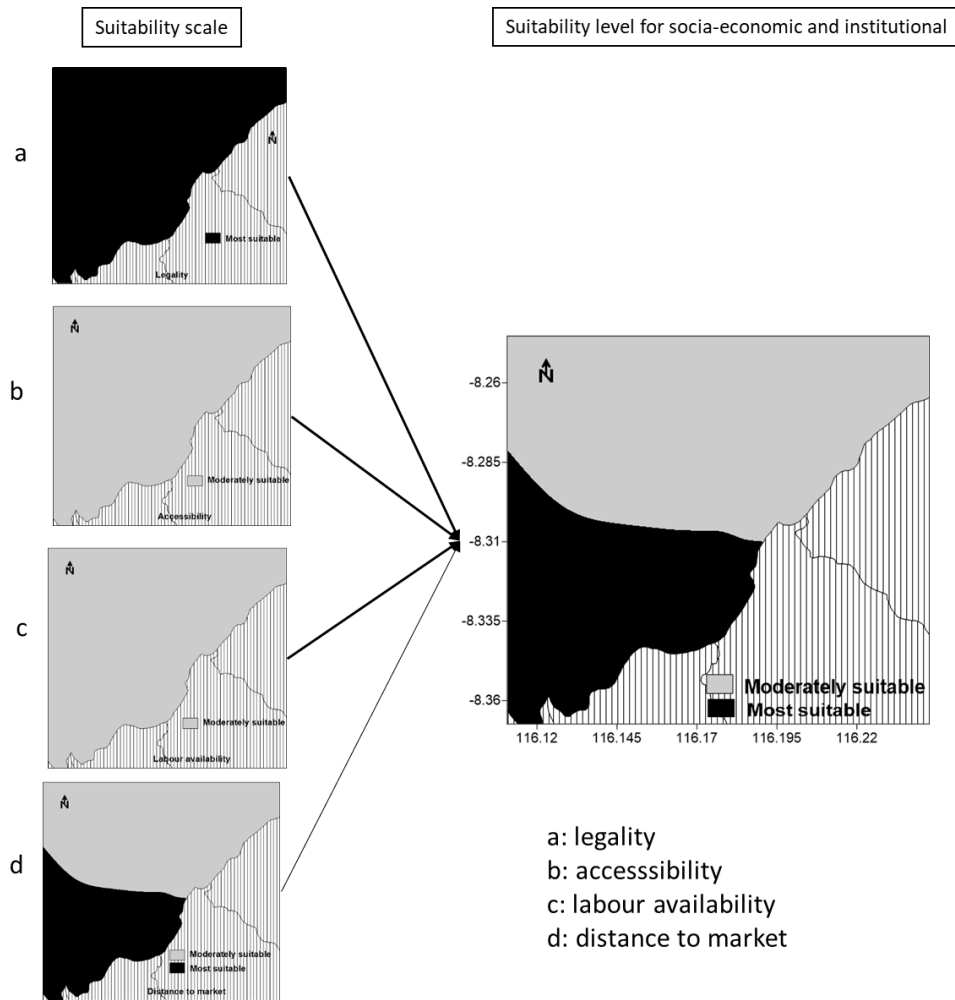 Suitability scale
Suitability level for socia-economic and institutional
a
N
Most suitable
Legality
b
N
Moderately suitable
Accessibility
c
N
Moderately suitable
Labour availability
d
N
Moderately suitable
Most suitable
Distance to market
N
-8.26
-8.285
-8.31
-8.335
-8.36
Moderately suitable
Most suitable
116.12 116.145 116.17 116.195 116.22
a: legality
b: accesssibility
c: labour availability
d: distance to market